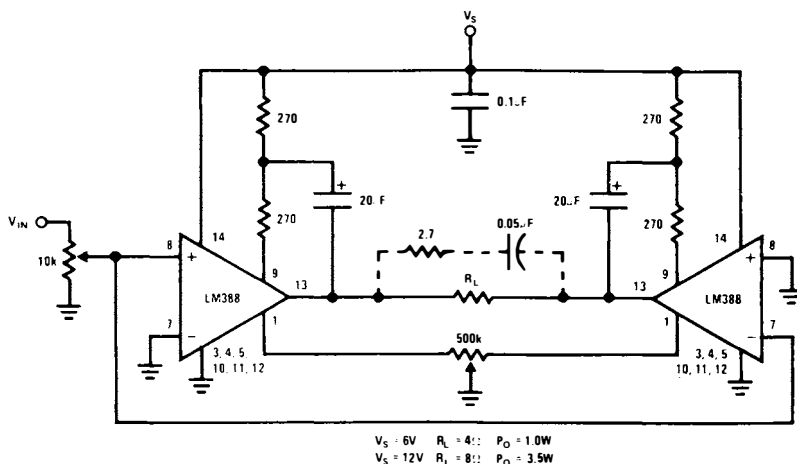 V_S
0.1µF
270
270
20µF
20µF
270
270
V_IN
10k
8
+
14
9
LM388
13
1
7
−
3, 4, 5,
10, 11, 12
2.7
0.05µF
R_L
500k
13
14
9
8
+
LM388
1
7
−
3, 4, 5
10, 11, 12
V_S = 6V R_L = 4Ω P_O = 1.0W
V_S = 12V R_L = 8Ω P_O = 3.5W